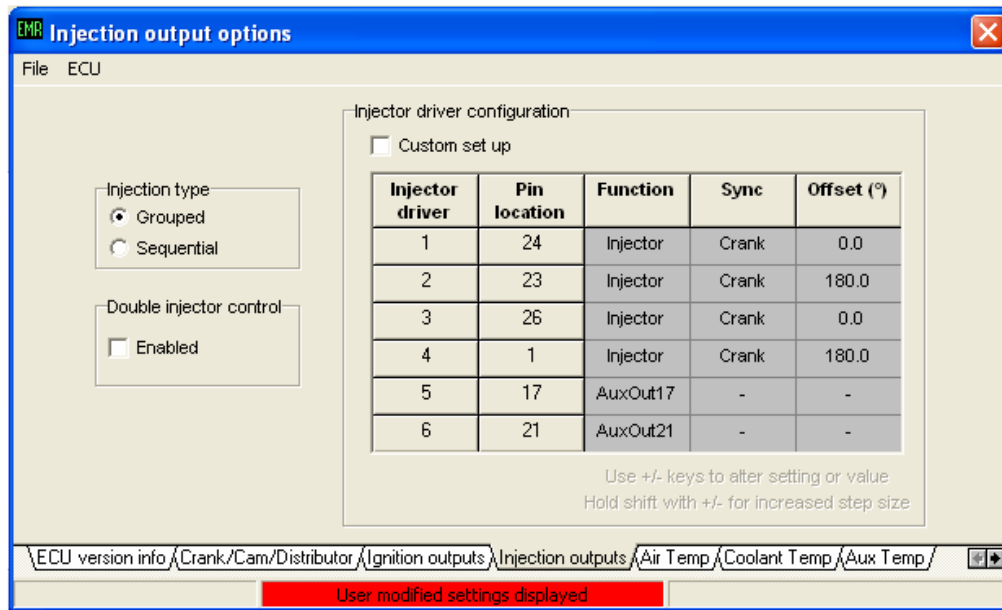 EMR Injection output options
File ECU
Injector driver configuration
Custom set up
Injection type
Grouped
Sequential
Double injector control
Enabled
Injector driver Pin location Function Sync Offset (°)
1 24 Injector Crank 0.0
2 23 Injector Crank 180.0
3 26 Injector Crank 0.0
4 1 Injector Crank 180.0
5 17 AuxOut17 - -
6 21 AuxOut21 - -
Use +/- keys to alter setting or value
Hold shift with +/- for increased step size
ECU version info Crank/Cam/Distributor Ignition outputs Injection outputs Air Temp Coolant Temp Aux Temp
User modified settings displayed